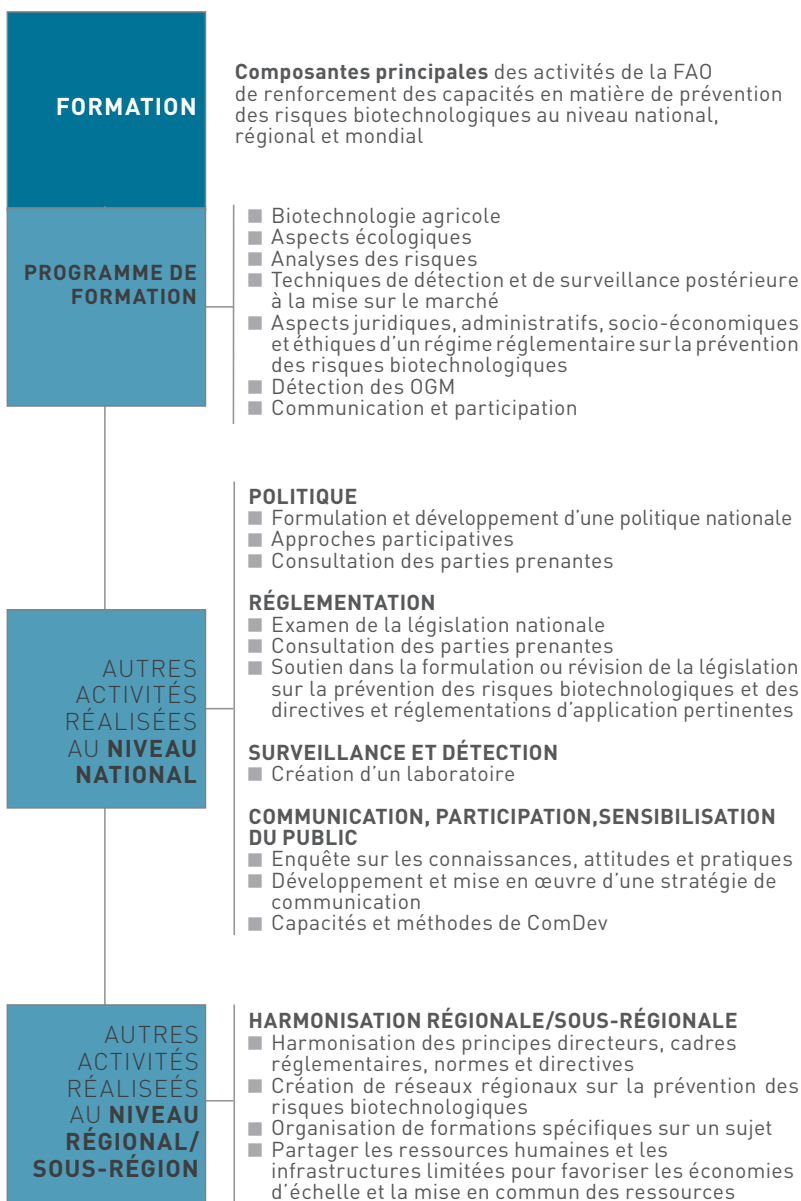 FORMATION
Composantes principales des activités de la FAO
de renforcement des capacités en matière de prévention
des risques biotechnologiques au niveau national,
régional et mondial
PROGRAMME DE
FORMATION
■ Biotechnologie agricole
■ Aspects écologiques
■ Analyses des risques
■ Techniques de détection et de surveillance postérieure
à la mise sur le marché
■ Aspects juridiques, administratifs, socio-économiques
et éthiques d'un régime réglementaire sur la prévention
des risques biotechnologiques
■ Détection des OGM
■ Communication et participation
AUTRES
ACTIVITÉS
RÉALISÉES
AU NIVEAU
NATIONAL
POLITIQUE
■ Formulation et développement d'une politique nationale
■ Approches participatives
■ Consultation des parties prenantes
RÉGLEMENTATION
■ Examen de la législation nationale
■ Consultation des parties prenantes
■ Soutien dans la formulation ou révision de la législation
sur la prévention des risques biotechnologiques et des
directives et réglementations d'application pertinentes
SURVEILLANCE ET DÉTECTION
■ Création d'un laboratoire
COMMUNICATION, PARTICIPATION,SENSIBILISATION
DU PUBLIC
■ Enquête sur les connaissances, attitudes et pratiques
■ Développement et mise en œuvre d'une stratégie de
communication
■ Capacités et méthodes de ComDev
AUTRES
ACTIVITÉS
RÉALISEÉS
AU NIVEAU
RÉGIONAL/
SOUS-RÉGION
HARMONISATION RÉGIONALE/SOUS-RÉGIONALE
■ Harmonisation des principes directeurs, cadres
réglementaires, normes et directives
■ Création de réseaux régionaux sur la prévention des
risques biotechnologiques
■ Organisation de formations spécifiques sur un sujet
■ Partager les ressources humaines et les
infrastructures limitées pour favoriser les économies
d'échelle et la mise en commun des ressources